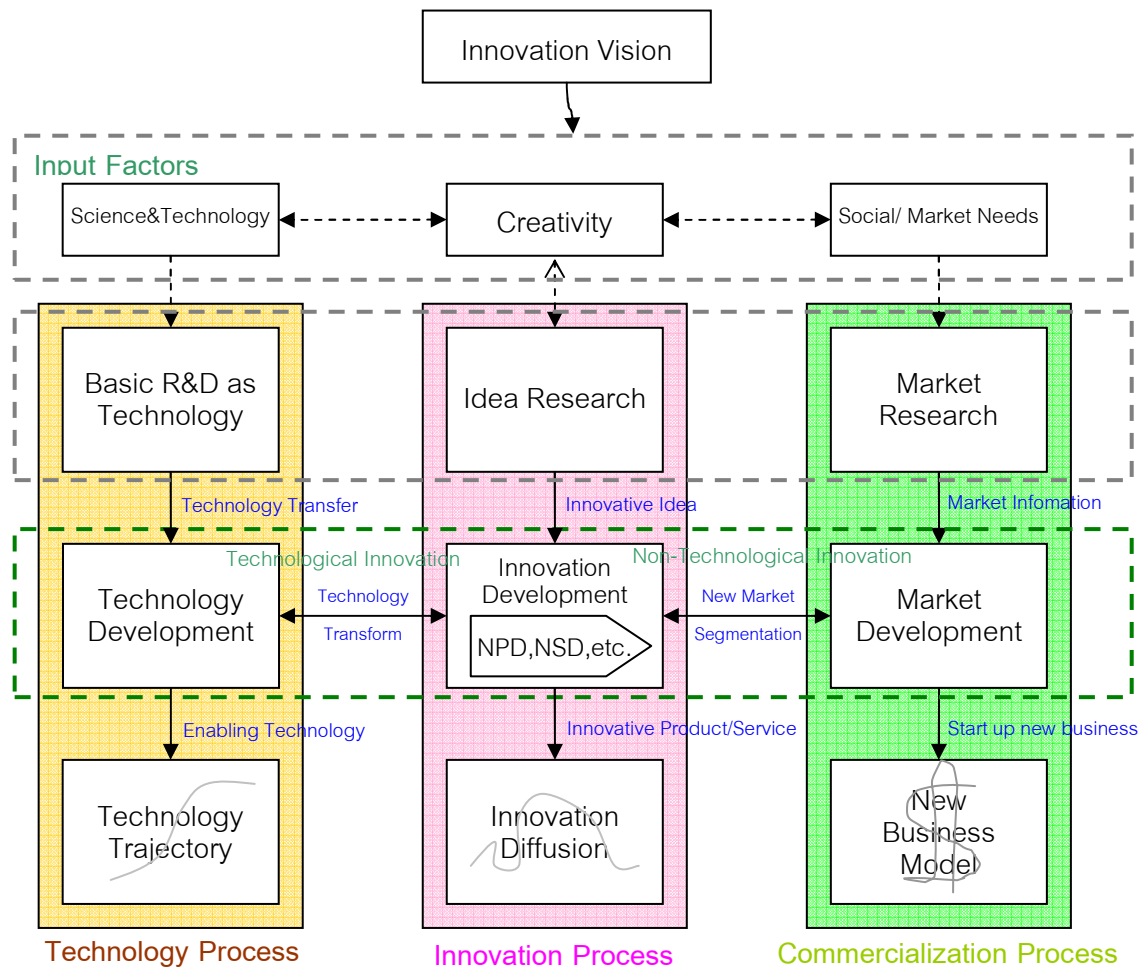 Innovation Vision
Input Factors
Science&Technology
Creativity
Social/ Market Needs
Basic R&D as
Technology
Idea Research
Market
Research
Technology Transfer
Innovative Idea
Market Infomation
Technological Innovation
Non-Technological Innovation
Technology
Development
Technology
Transform
Innovation
Development
NPD,NSD,etc.
New Market
Segmentation
Market
Development
Enabling Technology
Innovative Product/Service
Start up new business
Technology
Trajectory
Innovation
Diffusion
New
Business
Model
Technology Process
Innovation Process
Commercialization Process